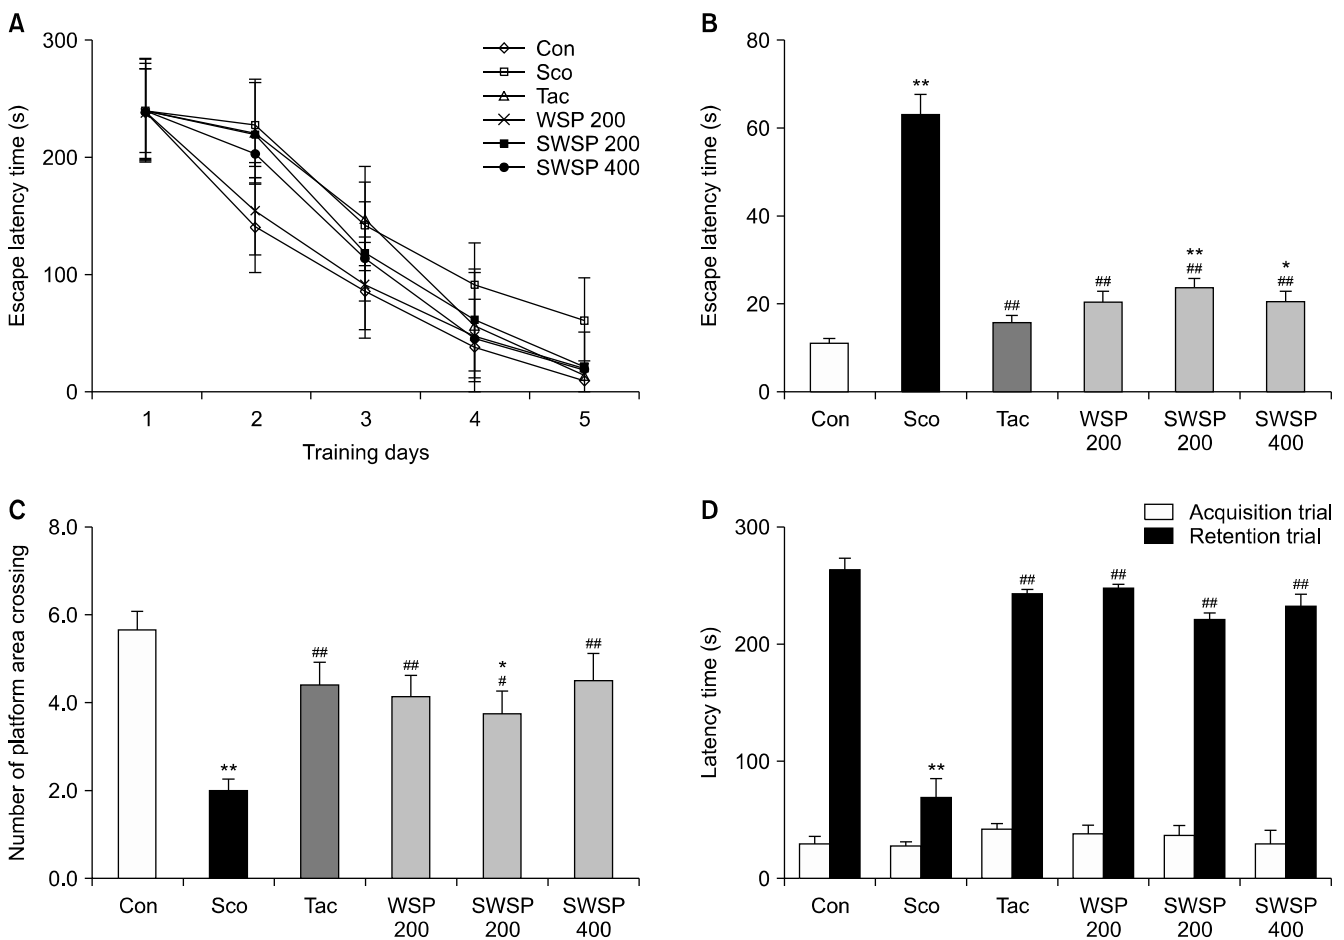 A
Escape latency time (s)
300
200
100
0
1 2 3 4 5
Training days
Con
Sco
Tac
WSP 200
SWSP 200
SWSP 400
B
Escape latency time (s)
80
60
40
20
0
**
##
##
**
##
*
##
Con Sco Tac WSP 200 SWSP 200 SWSP 400
C
Number of platform area crossing
8.0
6.0
4.0
2.0
0.0
**
##
##
*
#
##
Con Sco Tac WSP 200 SWSP 200 SWSP 400
D
Acquisition trial
Retention trial
Latency time (s)
300
200
100
0
**
##
##
##
##
Con Sco Tac WSP 200 SWSP 200 SWSP 400